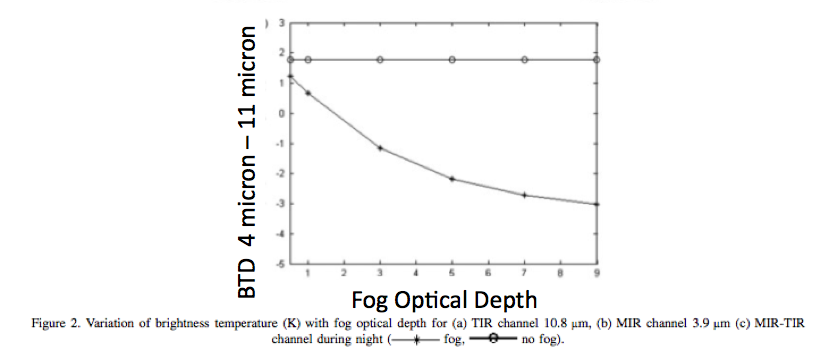 ) 3
2
1
0
-1
-2
-3
-4
-5
1 2 3 4 5 6 7 8 9
BTD 4 micron – 11 micron
Fog Optical Depth
Figure 2. Variation of brightness temperature (K) with fog optical depth for (a) TIR channel 10.8 μm, (b) MIR channel 3.9 μm (c) MIR-TIR
channel during night ( fog, no fog).